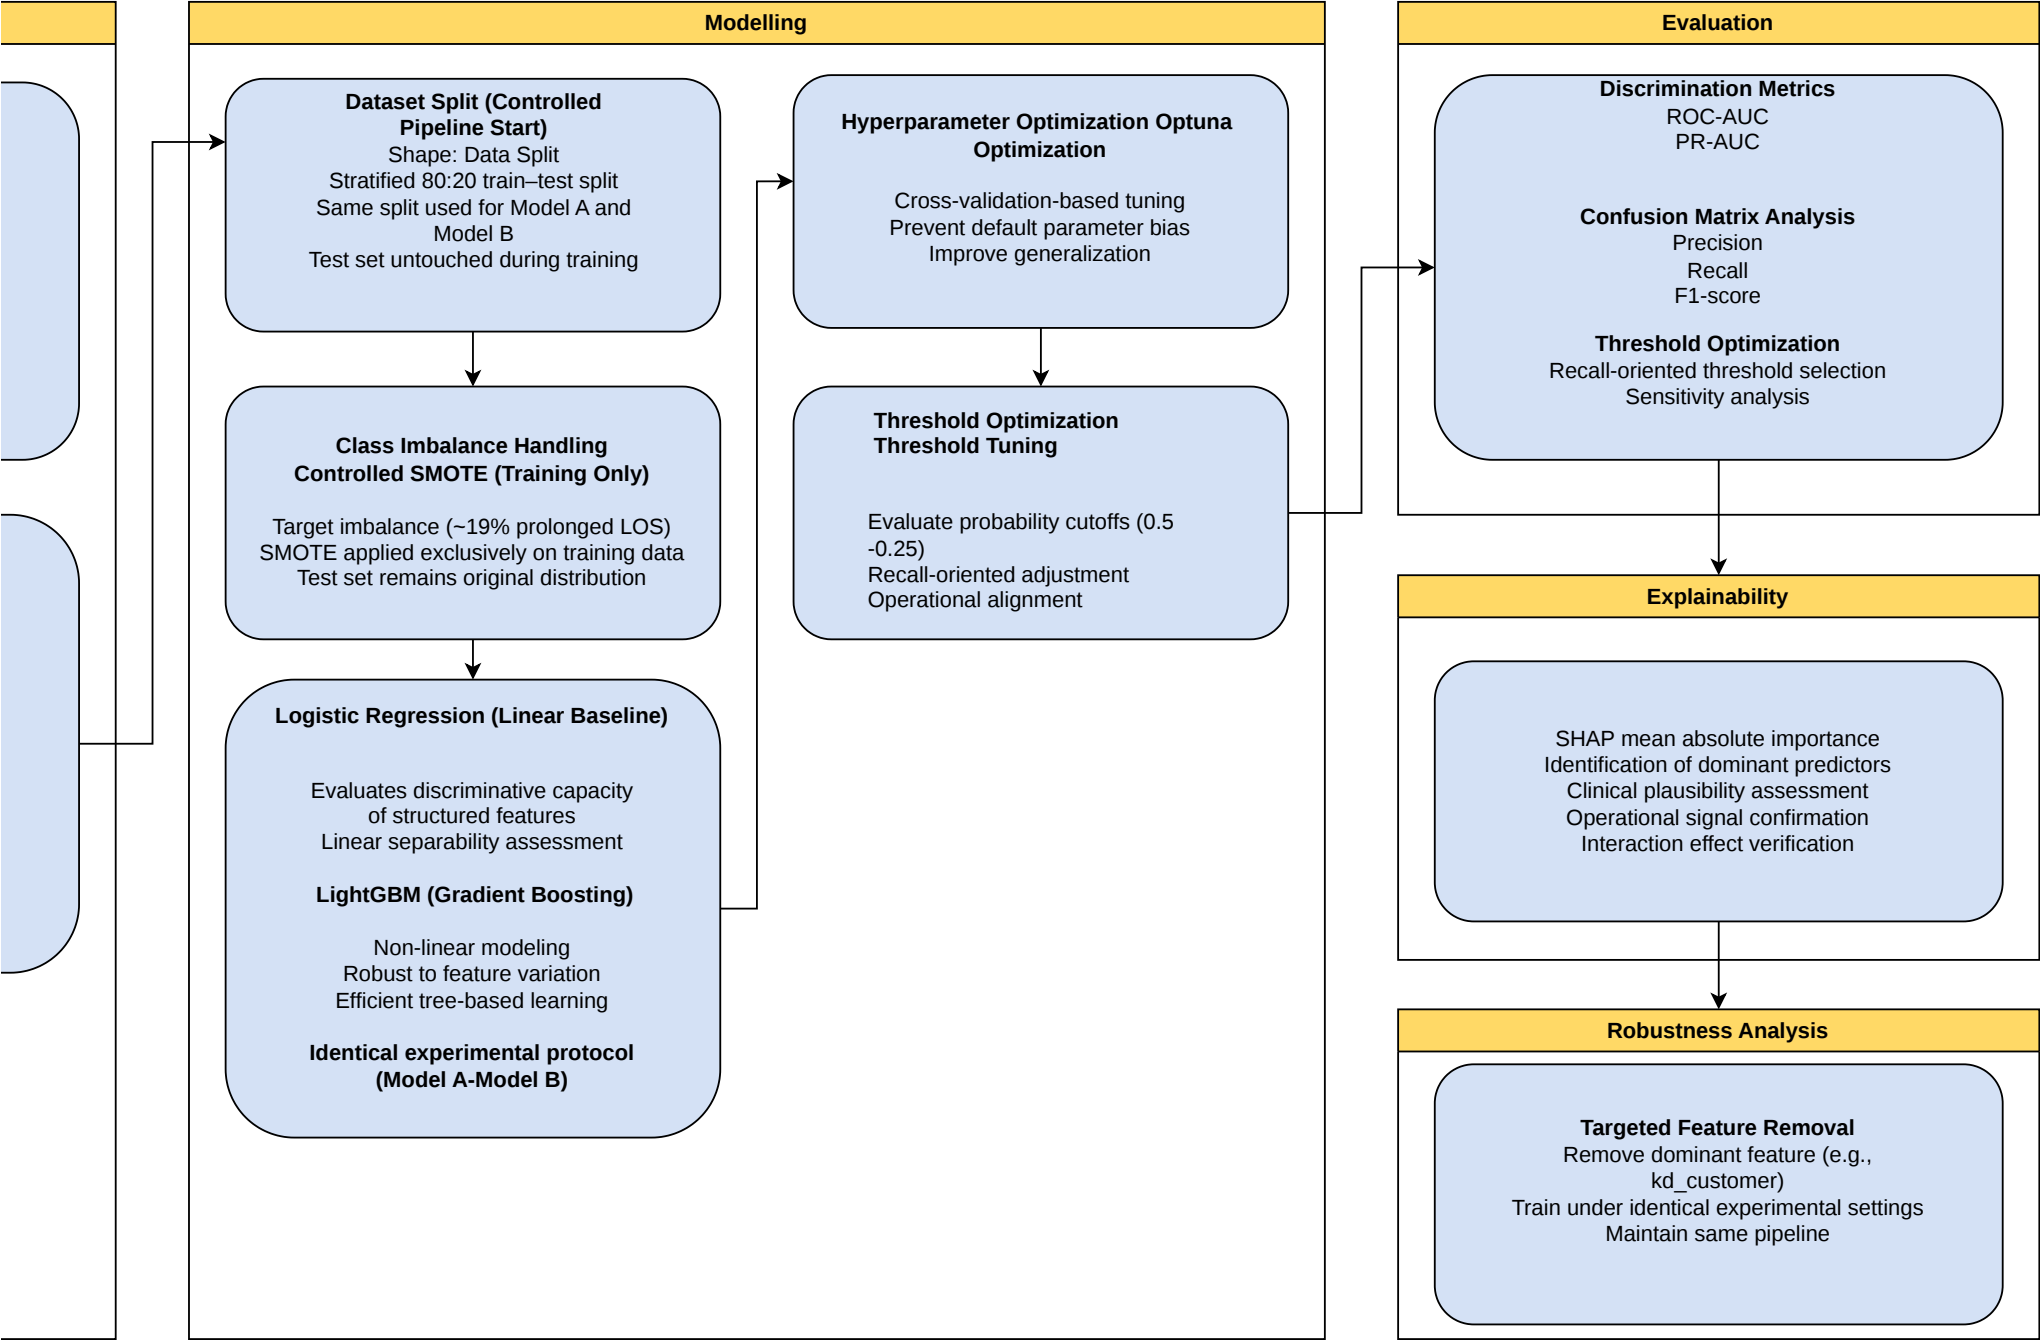 Modelling
Dataset Split (Controlled
Pipeline Start)
Shape: Data Split
Stratified 80:20 train–test split
Same split used for Model A and
Model B
Test set untouched during training
Class Imbalance Handling
Controlled SMOTE (Training Only)
Target imbalance (~19% prolonged LOS)
SMOTE applied exclusively on training data
Test set remains original distribution
Logistic Regression (Linear Baseline)
Evaluates discriminative capacity
of structured features
Linear separability assessment
LightGBM (Gradient Boosting)
Non-linear modeling
Robust to feature variation
Efficient tree-based learning
Identical experimental protocol
(Model A-Model B)
Hyperparameter Optimization Optuna
Optimization
Cross-validation-based tuning
Prevent default parameter bias
Improve generalization
Threshold Optimization
Threshold Tuning
Evaluate probability cutoffs (0.5
-0.25)
Recall-oriented adjustment
Operational alignment
Evaluation
Discrimination Metrics
ROC-AUC
PR-AUC
Confusion Matrix Analysis
Precision
Recall
F1-score
Threshold Optimization
Recall-oriented threshold selection
Sensitivity analysis
Explainability
SHAP mean absolute importance
Identification of dominant predictors
Clinical plausibility assessment
Operational signal confirmation
Interaction effect verification
Robustness Analysis
Targeted Feature Removal
Remove dominant feature (e.g.,
kd_customer)
Train under identical experimental settings
Maintain same pipeline